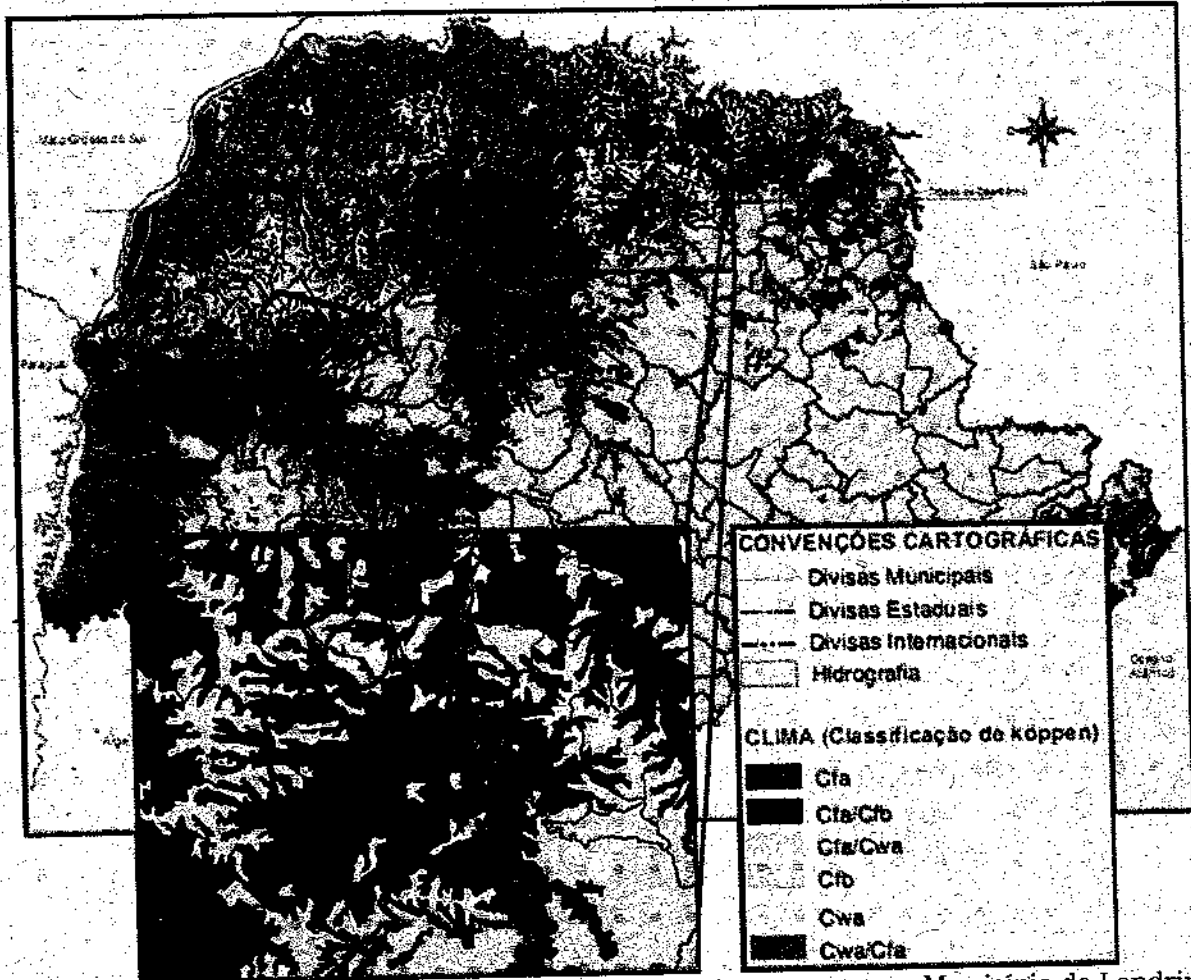 São Paulo
CONVENÇÕES CARTOGRÁFICAS
Divisas Municipais
Divisas Estaduais
Divisas Internacionais
Hidrografia
CLIMA (Classificação de köppen)
Cfa
Cfa/Cfb
Cfa/Cwa
Cfb
Cwa
Cwa/Cfa